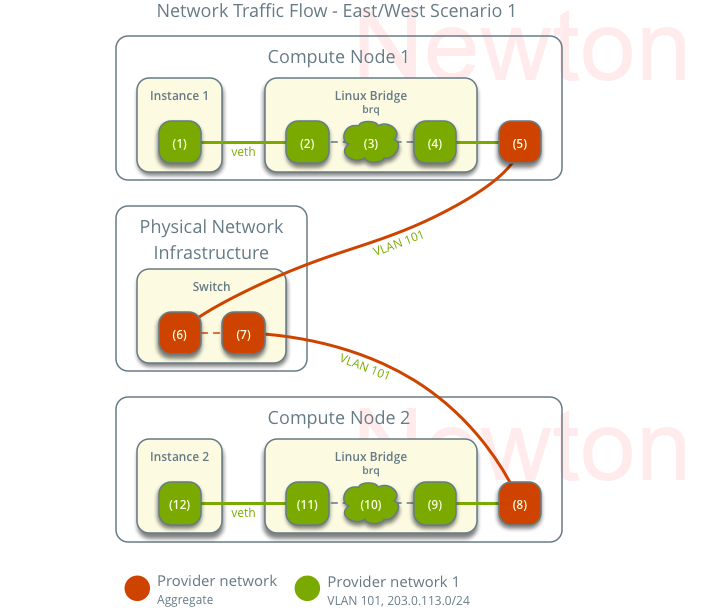 Network Traffic Flow - East/West Scenario 1
Newton
Compute Node 1
Instance 1
Linux Bridge
brq
(1)
(2)
(3)
(4)
(5)
veth
Physical Network
Infrastructure
VLAN 101
Switch
(6)
(7)
VLAN 101
Compute Node 2
Newton
Instance 2
Linux Bridge
brq
(12)
(11)
(10)
(9)
(8)
veth
Provider network
Aggregate
Provider network 1
VLAN 101, 203.0.113.0/24